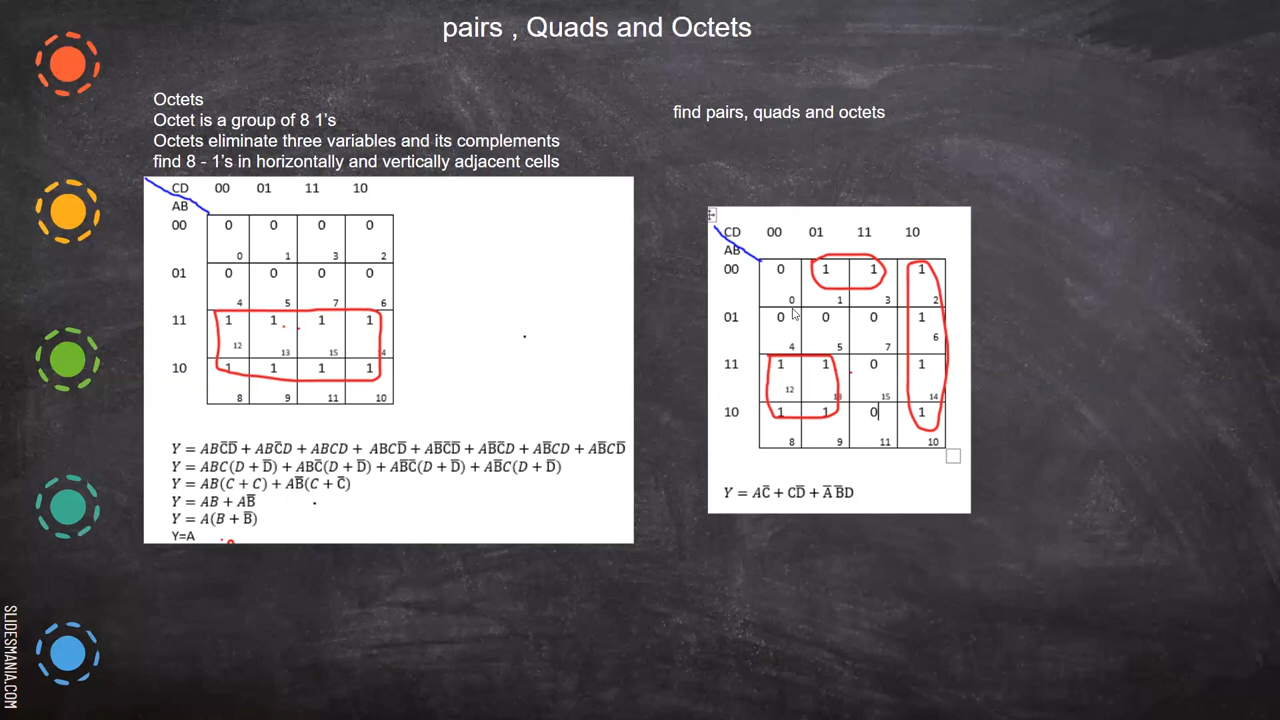 pairs , Quads and Octets
Octets
Octet is a group of 8 1's
Octets eliminate three variables and its complements
find 8 - 1's in horizontally and vertically adjacent cells
CD 00 01 11 10
AB
00 0 0 0 0
0 1 3 2
01 0 0 0 0
4 5 7 6
11 1 1 1 1
12 13 15 4
10 1 1 1 1
8 9 11 10
Y = ABC̅D̅ + ABC̅D + ABCD + ABCD̅ + AB̅C̅D̅ + AB̅C̅D + AB̅CD + AB̅CD̅
Y = ABC(D + D̅) + ABC̅(D + D̅) + AB̅C̅(D + D̅) + AB̅C(D + D̅)
Y = AB(C + C) + AB̅(C + C̅)
Y = AB + AB̅
Y = A(B + B̅)
Y=A
find pairs, quads and octets
CD 00 01 11 10
AB
00 0 1 1 1
0 1 3 2
01 0 0 0 1
4 5 7 6
11 1 1 0 1
12 13 15 14
10 1 1 0 1
8 9 11 10
Y = AC̅ + CD̅ + A̅ B̅D
SLIDESMANIA.COM